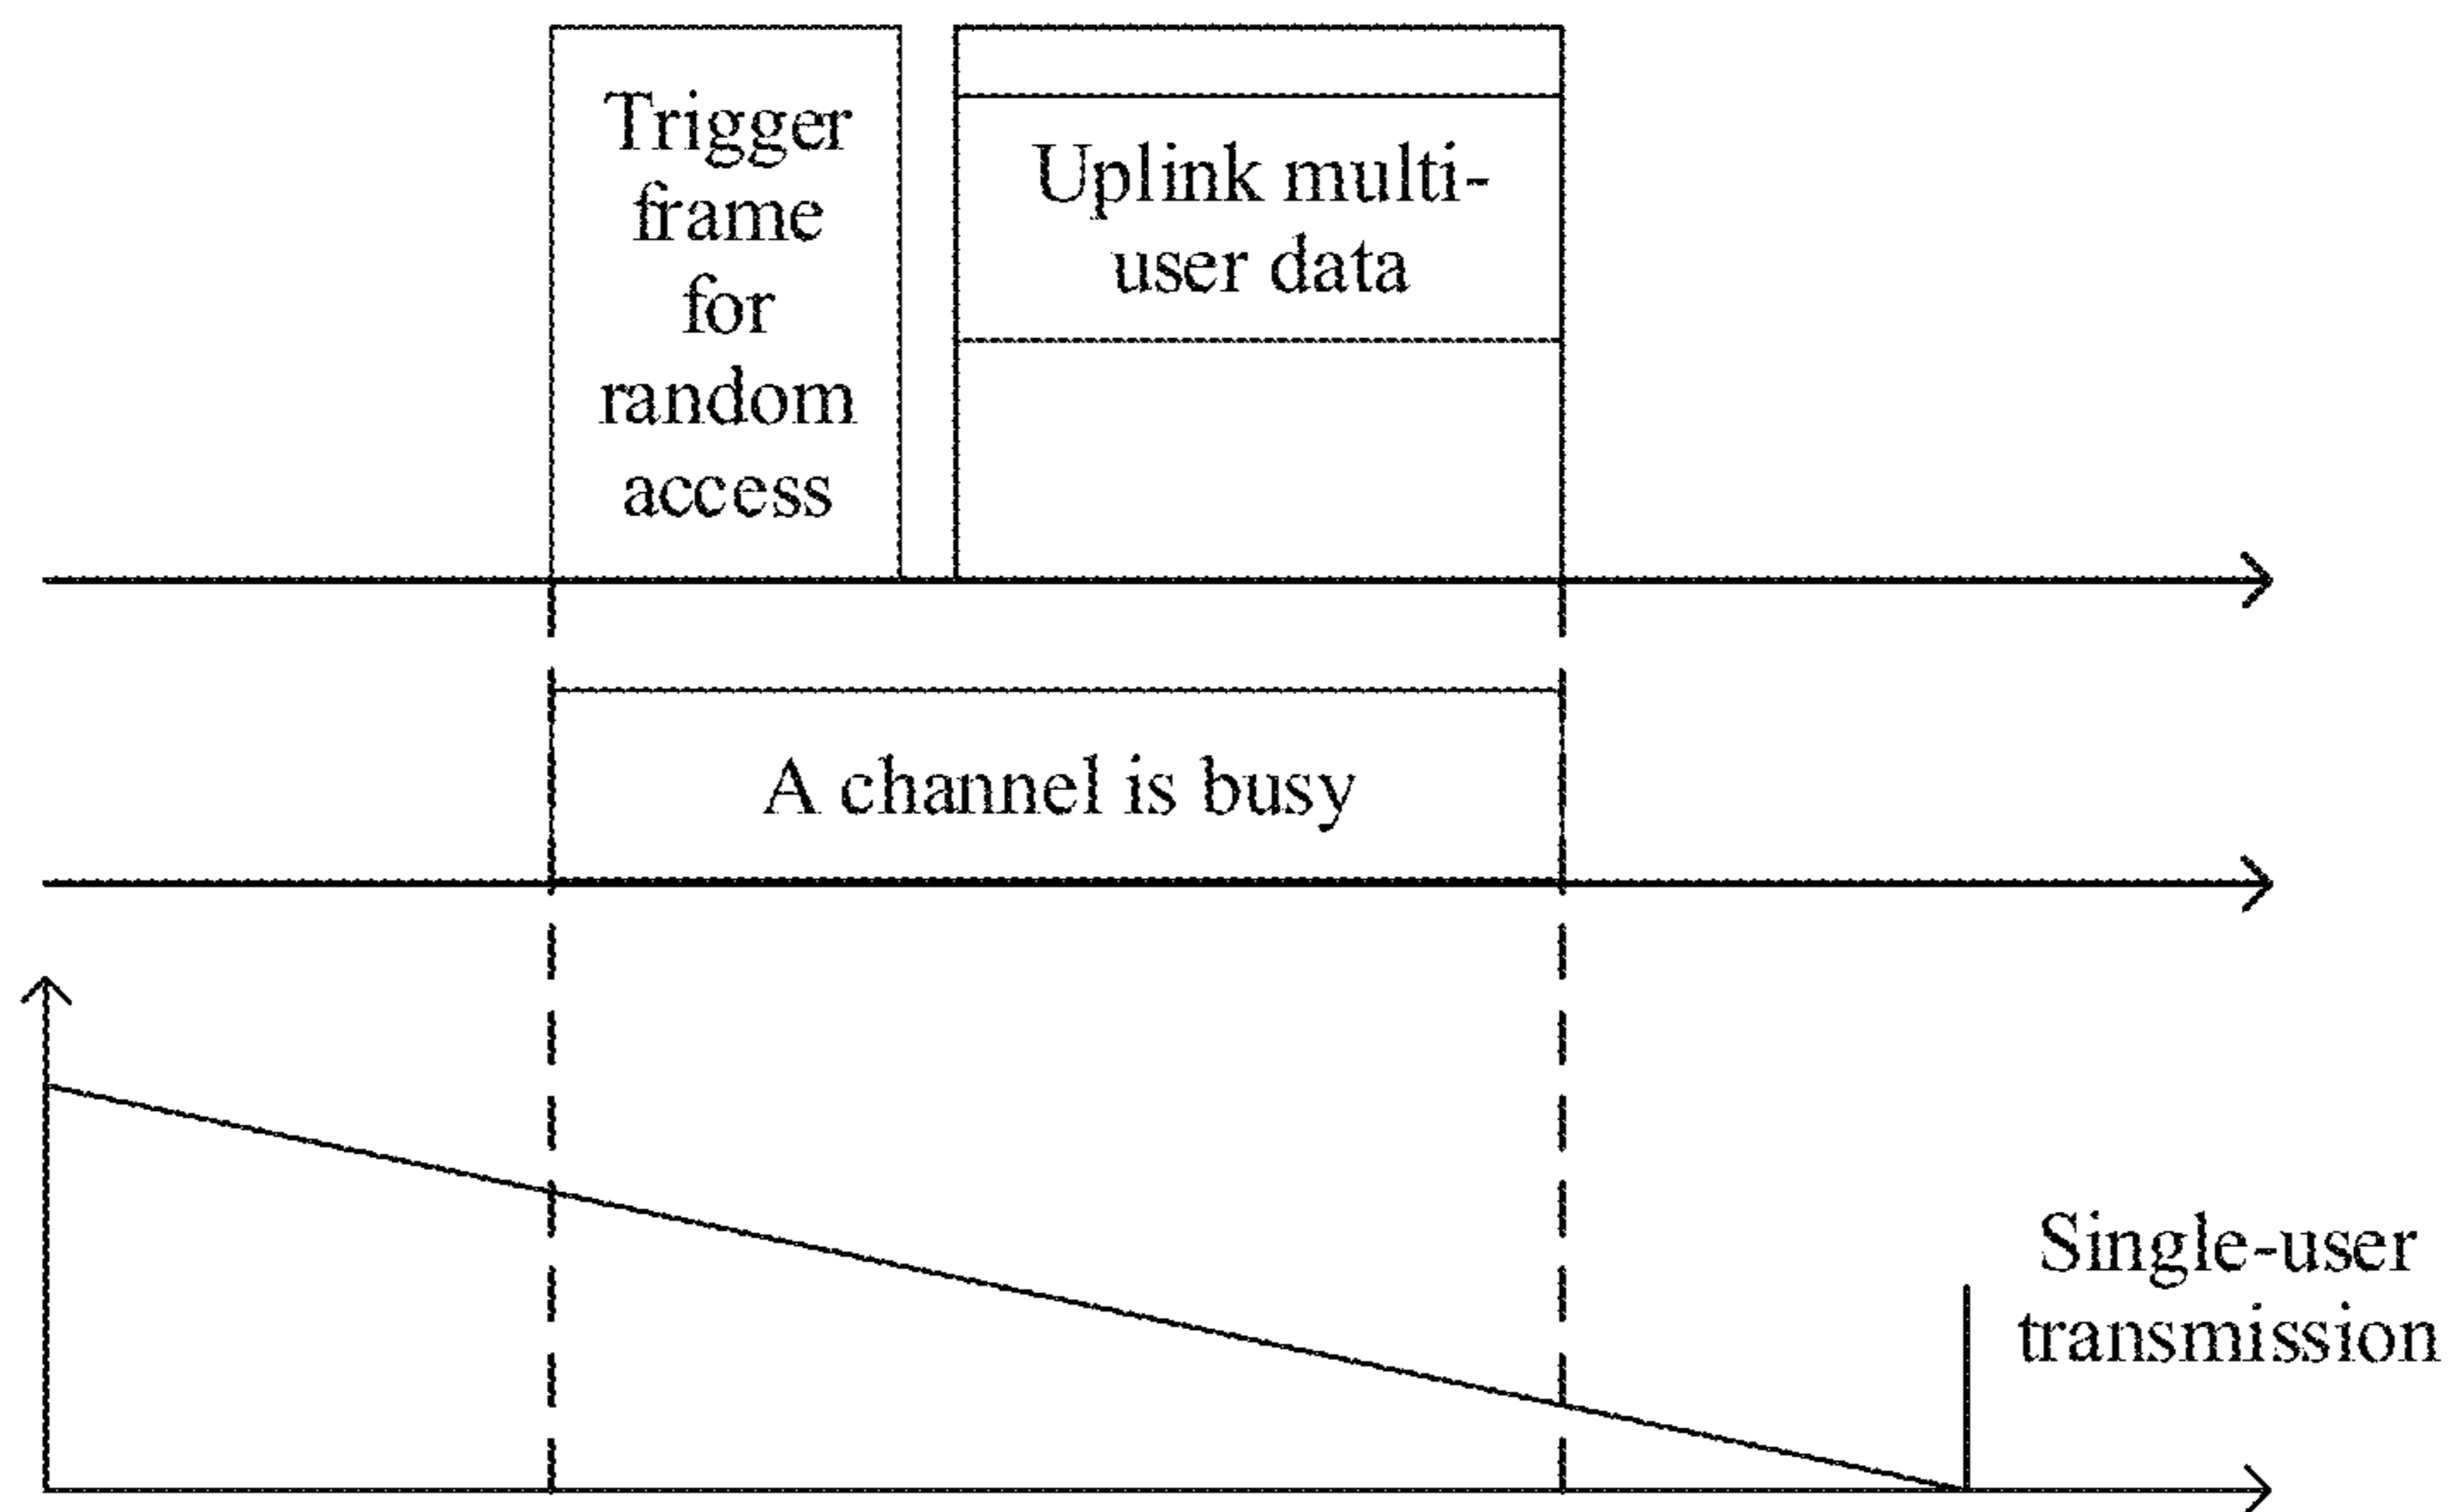 Trigger
frame
for
random
access
Uplink multi-
user data
A channel is busy
Single-user
transmission